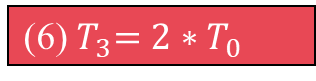 (6) T₃ = 2 * T₀